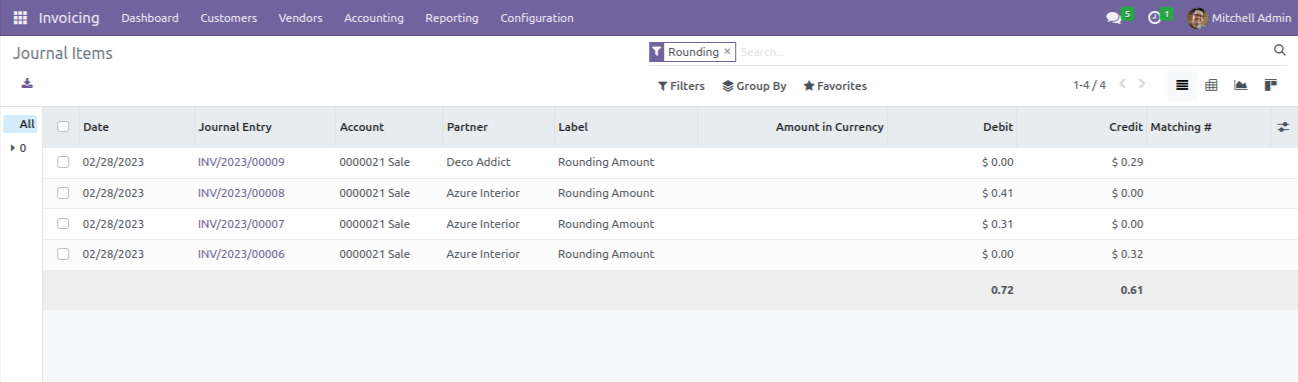 Invoicing Dashboard Customers Vendors Accounting Reporting Configuration 5 1 Mitchell Admin
Journal Items Rounding × Search...
Filters Group By Favorites 1-4 / 4
All Date Journal Entry Account Partner Label Amount in Currency Debit Credit Matching #
0 02/28/2023 INV/2023/00009 0000021 Sale Deco Addict Rounding Amount $ 0.00 $ 0.29
02/28/2023 INV/2023/00008 0000021 Sale Azure Interior Rounding Amount $ 0.41 $ 0.00
02/28/2023 INV/2023/00007 0000021 Sale Azure Interior Rounding Amount $ 0.31 $ 0.00
02/28/2023 INV/2023/00006 0000021 Sale Azure Interior Rounding Amount $ 0.00 $ 0.32
0.72 0.61